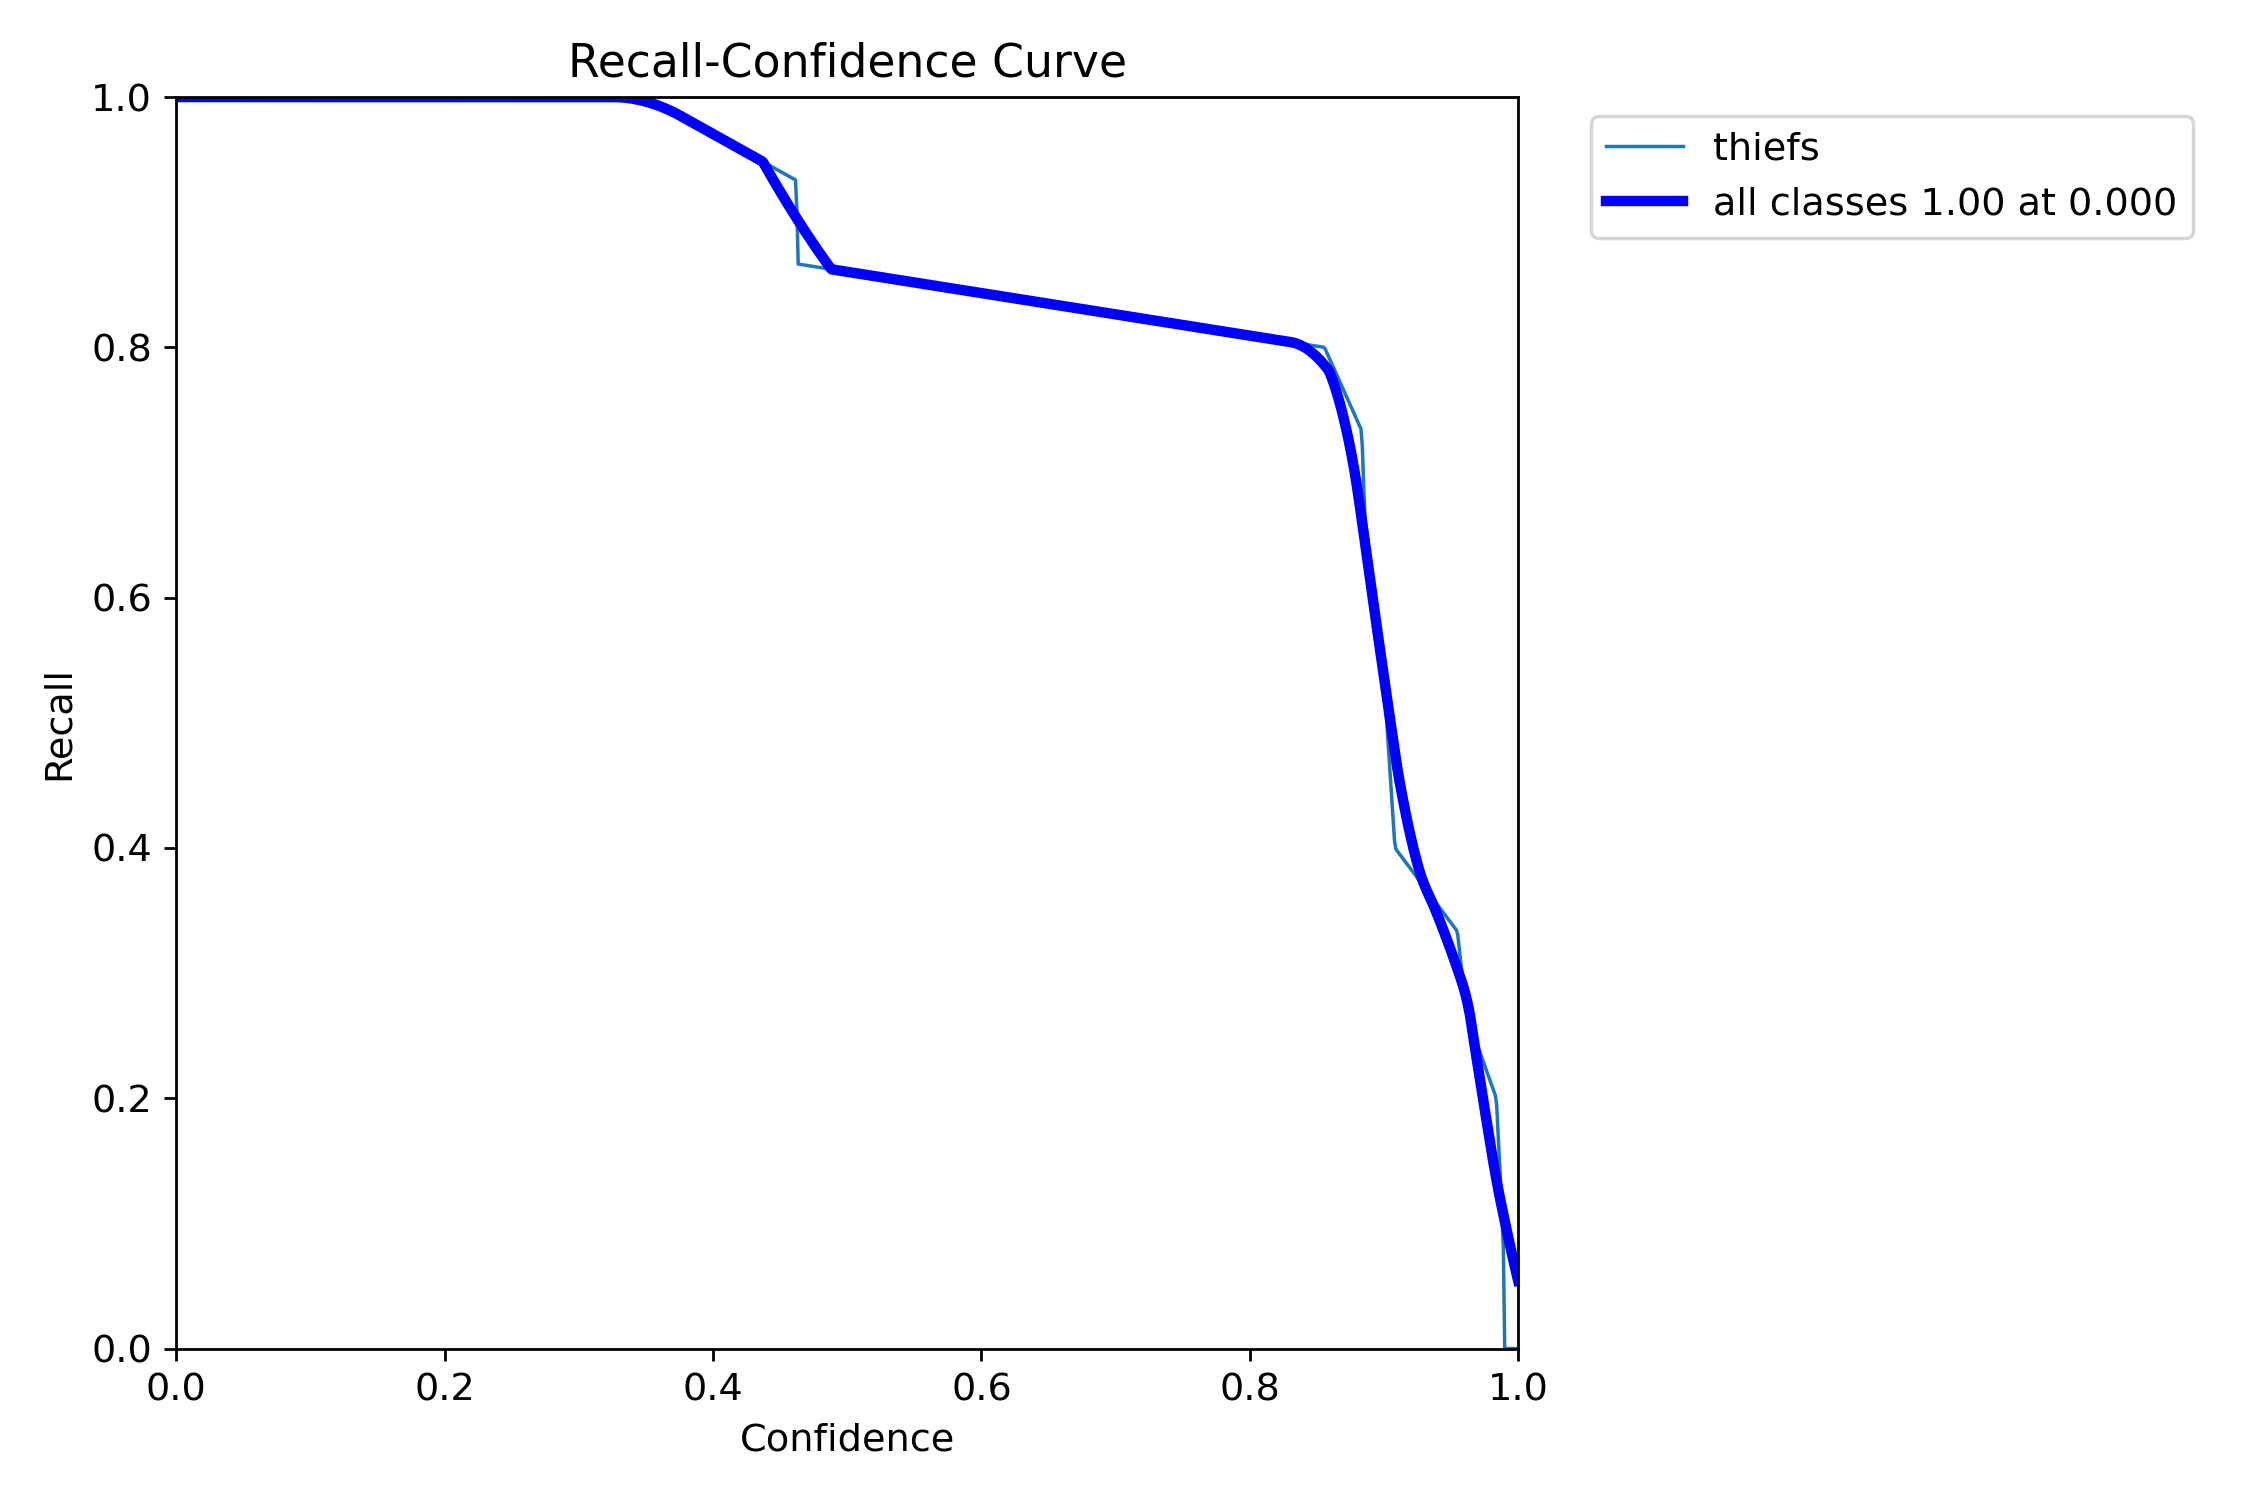 Recall-Confidence Curve
1.0
0.8
0.6
0.4
0.2
0.0
Recall
0.0 0.2 0.4 0.6 0.8 1.0
Confidence
thiefs
all classes 1.00 at 0.000